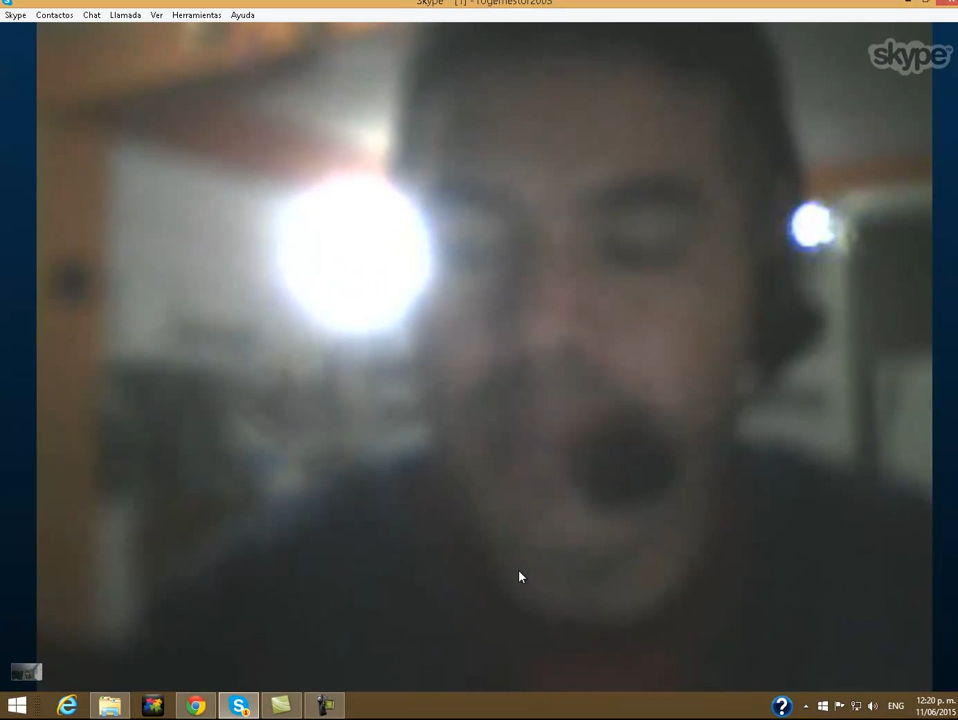 Skype
Skype Contactos Chat Llamada Ver Herramientas Ayuda
skype
ENG
12:20 p. m.
11/06/2015